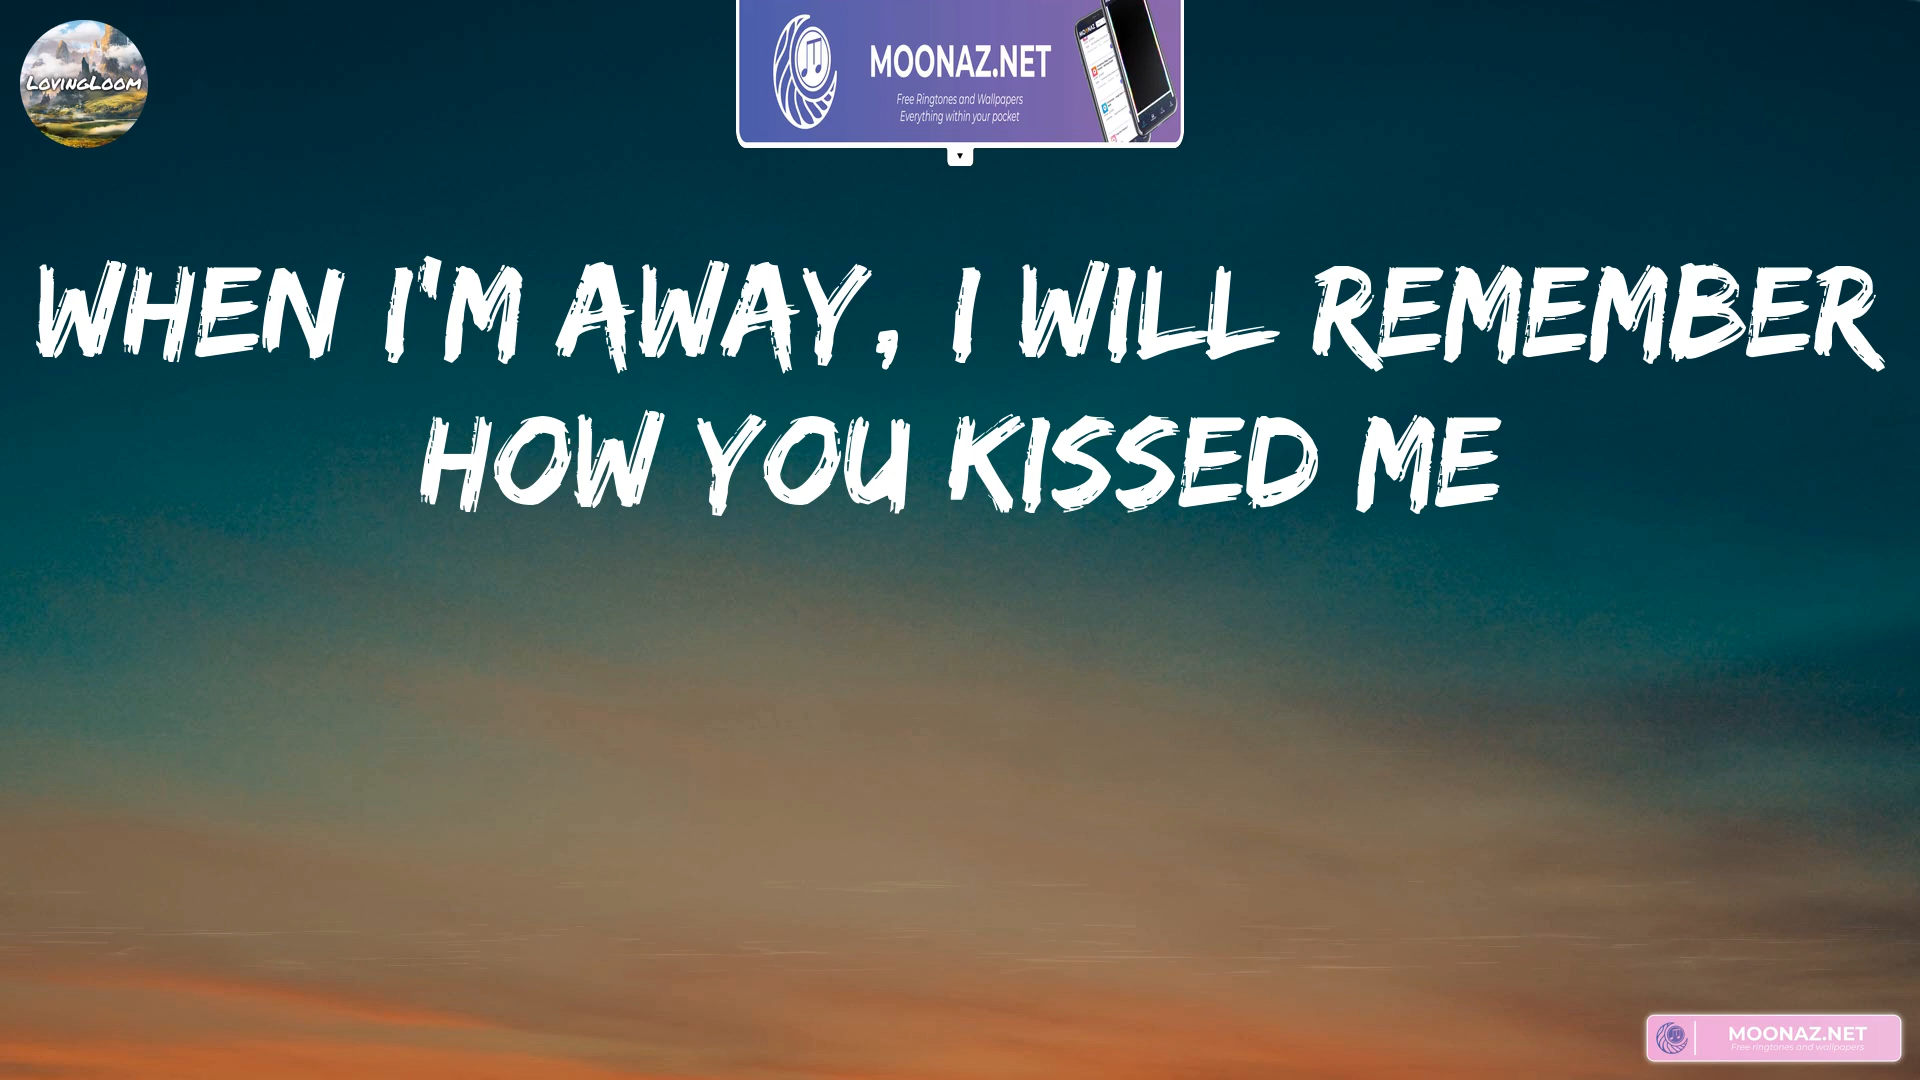 LovingLoom
MOONAZ.NET
Free Ringtones and Wallpapers
Everything within your pocket
WHEN I'M AWAY, I WILL REMEMBER
HOW YOU KISSED ME
MOONAZ.NET
Free ringtones and wallpapers